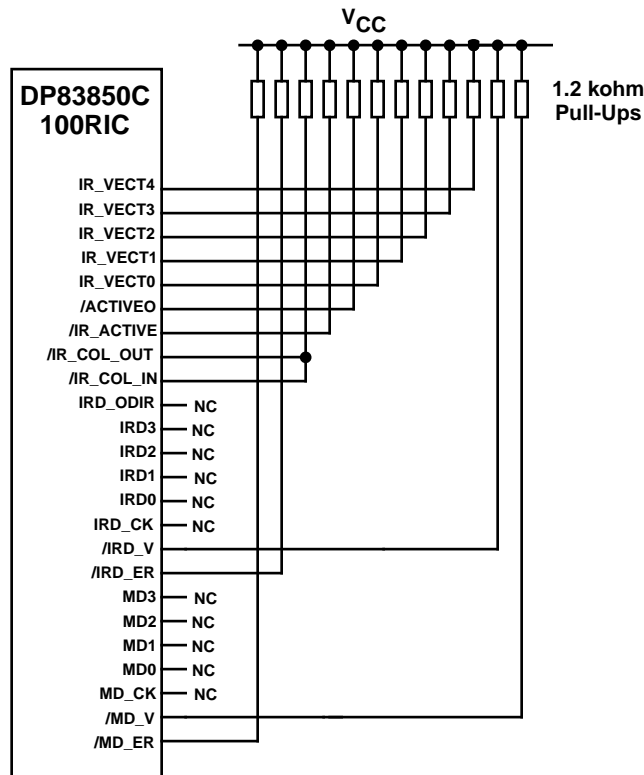 VCC
DP83850C
100RIC
1.2 kohm
Pull-Ups
IR_VECT4
IR_VECT3
IR_VECT2
IR_VECT1
IR_VECT0
/ACTIVEO
/IR_ACTIVE
/IR_COL_OUT
/IR_COL_IN
IRD_ODIR NC
IRD3 NC
IRD2 NC
IRD1 NC
IRD0 NC
IRD_CK NC
/IRD_V
/IRD_ER
MD3 NC
MD2 NC
MD1 NC
MD0 NC
MD_CK NC
/MD_V
/MD_ER